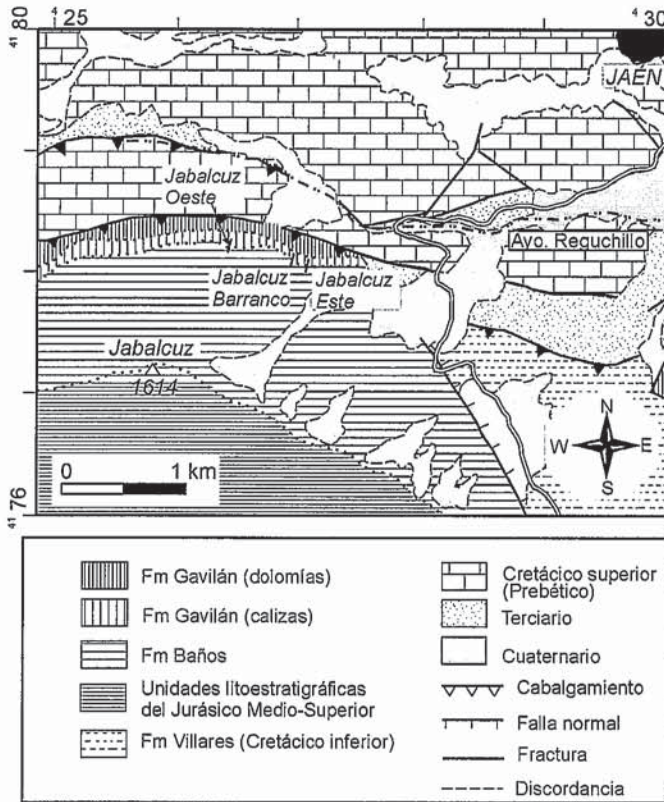 41 80
4 25
4 30
JAEN
Jabalcuz
Oeste
Ayo. Reguchillo
Jabalcuz
Barranco
Jabalcuz
Este
Jabalcuz
1614
N
W
E
S
0
1 km
41 76
Fm Gavilán (dolomías)
Fm Gavilán (calizas)
Fm Baños
Unidades litoestratigráficas
del Jurásico Medio-Superior
Fm Villares (Cretácico inferior)
Cretácico superior
(Prebético)
Terciario
Cuaternario
Cabalgamiento
Falla normal
Fractura
Discordancia